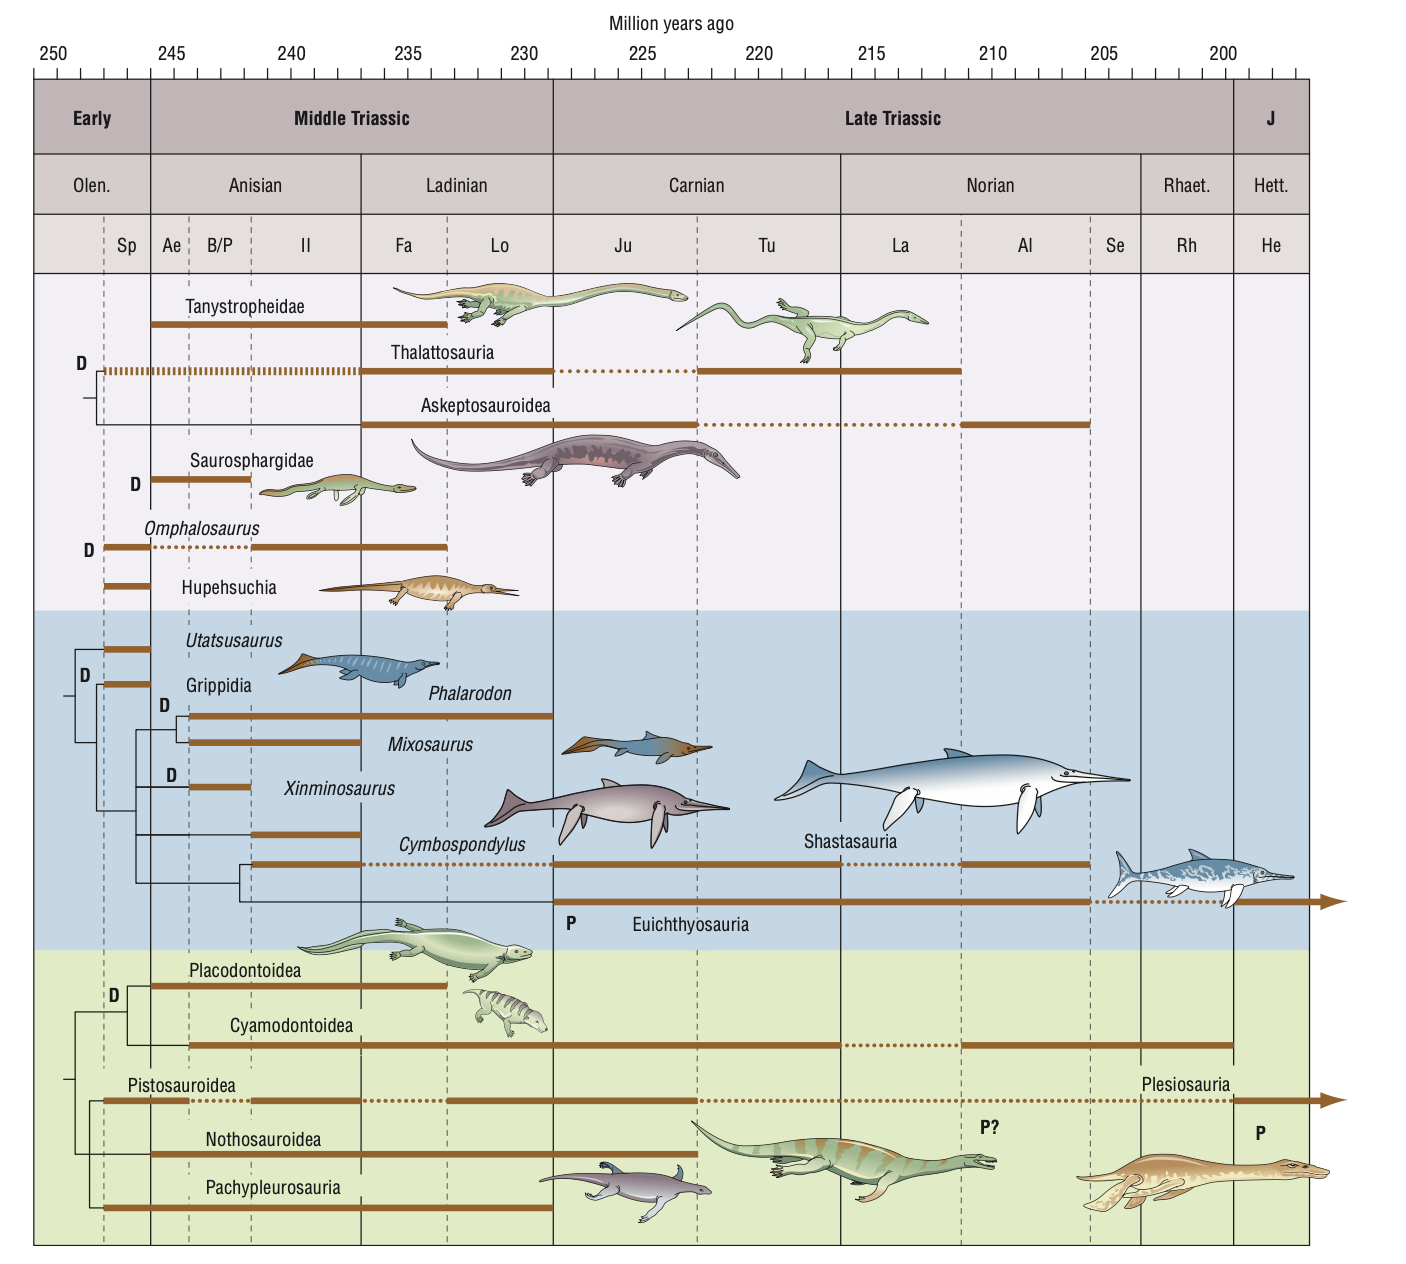 Million years ago
250 245 240 235 230 225 220 215 210 205 200
Early Middle Triassic Late Triassic J
Olen. Anisian Ladinian Carnian Norian Rhaet. Hett.
Sp Ae B/P Il Fa Lo Ju Tu La Al Se Rh He
Tanystropheidae
Thalattosauria
D
Askeptosauroidea
Saurosphargidae
D
Omphalosaurus
D
Hupehsuchia
Utatsusaurus
D Grippidia
Phalarodon
D
Mixosaurus
D
Xinminosaurus
Cymbospondylus
Shastasauria
P Euichthyosauria
Placodontoidea
D
Cyamodontoidea
Pistosauroidea Plesiosauria
P? P
Nothosauroidea
Pachypleurosauria